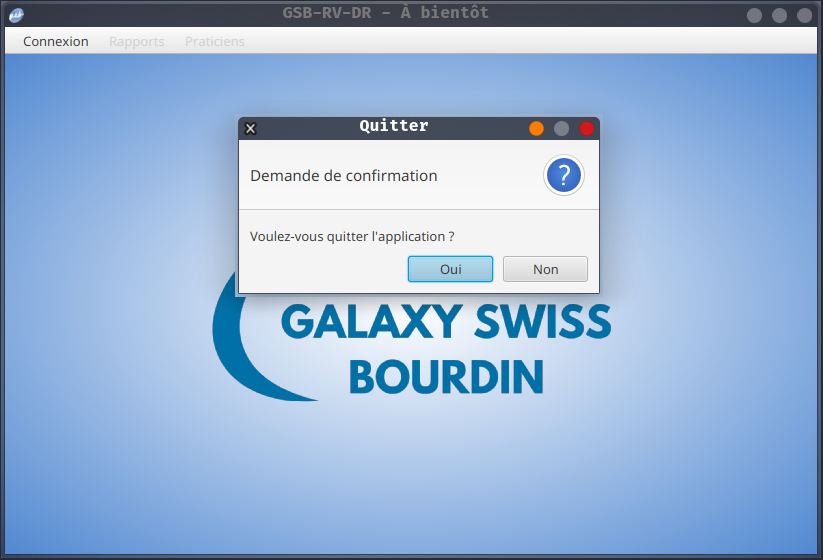 GSB-RV-DR - À bientôt
Connexion Rapports Praticiens
Quitter
Demande de confirmation
?
Voulez-vous quitter l'application ?
Oui Non
GALAXY SWISS
BOURDIN